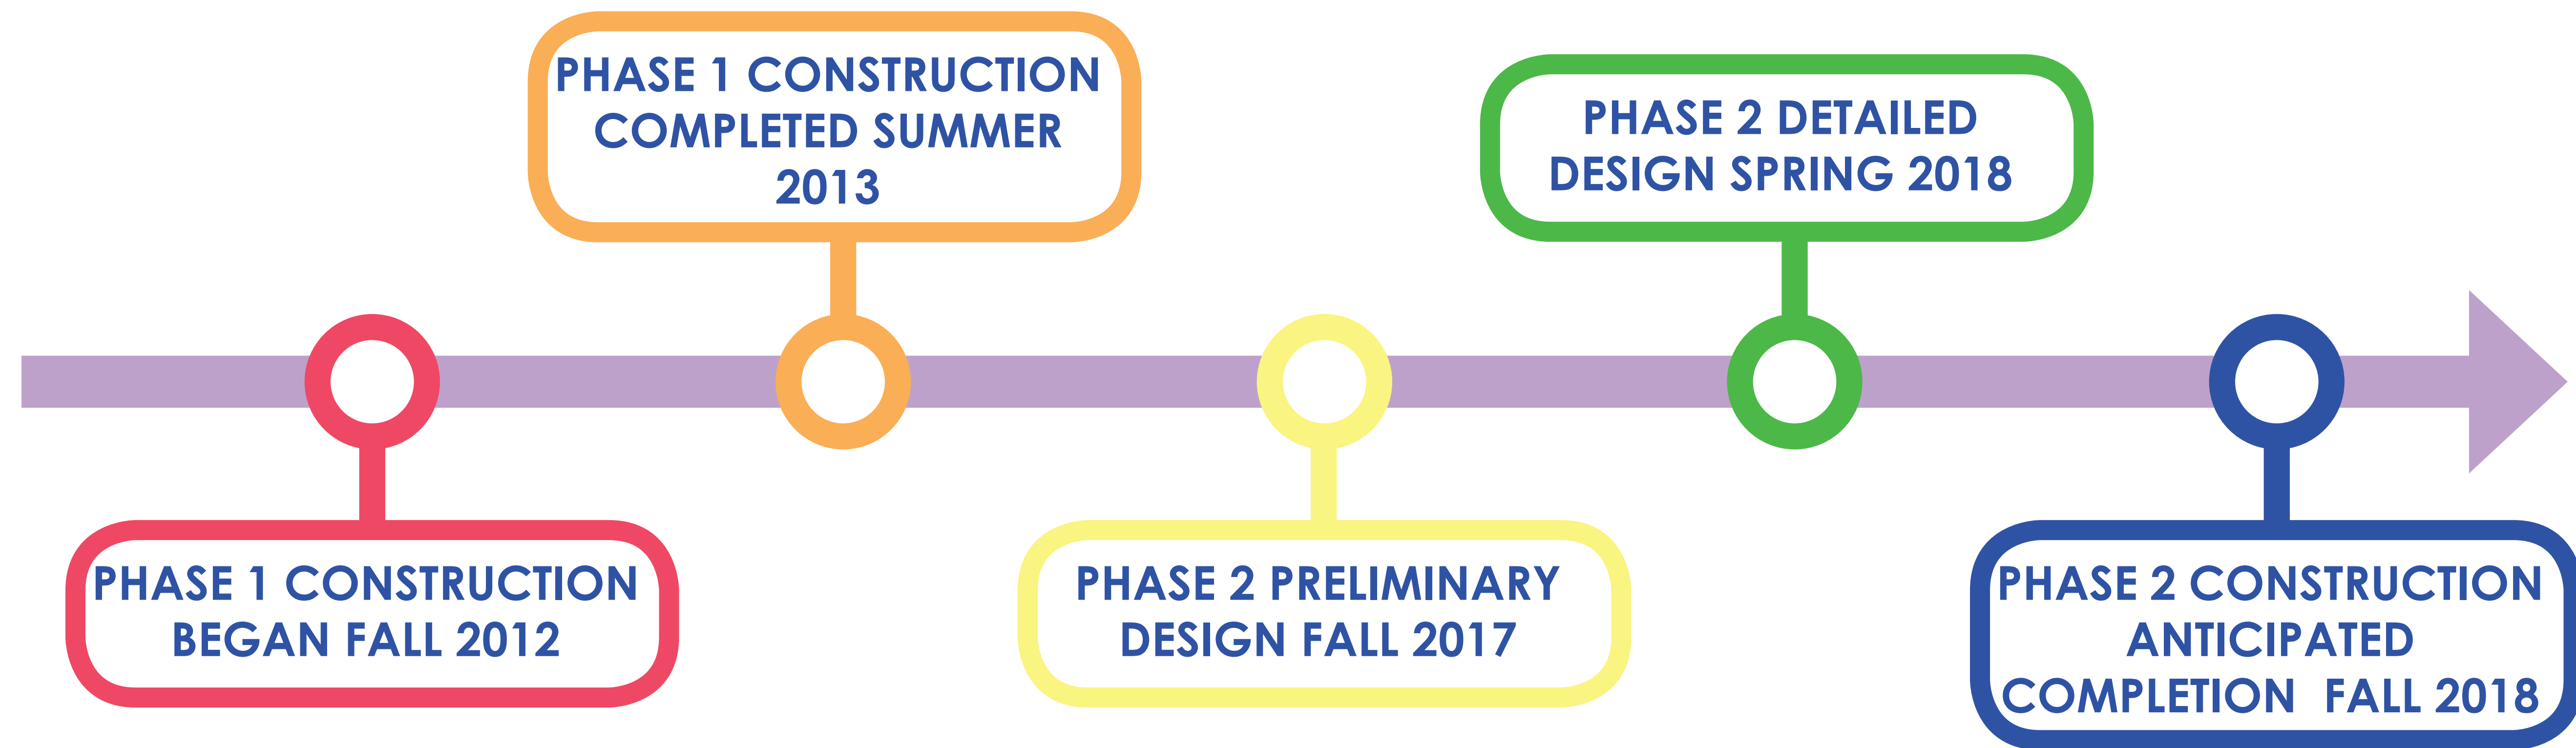 PHASE 1 CONSTRUCTION
COMPLETED SUMMER
2013
PHASE 2 DETAILED
DESIGN SPRING 2018
PHASE 1 CONSTRUCTION
BEGAN FALL 2012
PHASE 2 PRELIMINARY
DESIGN FALL 2017
PHASE 2 CONSTRUCTION
ANTICIPATED
COMPLETION  FALL 2018